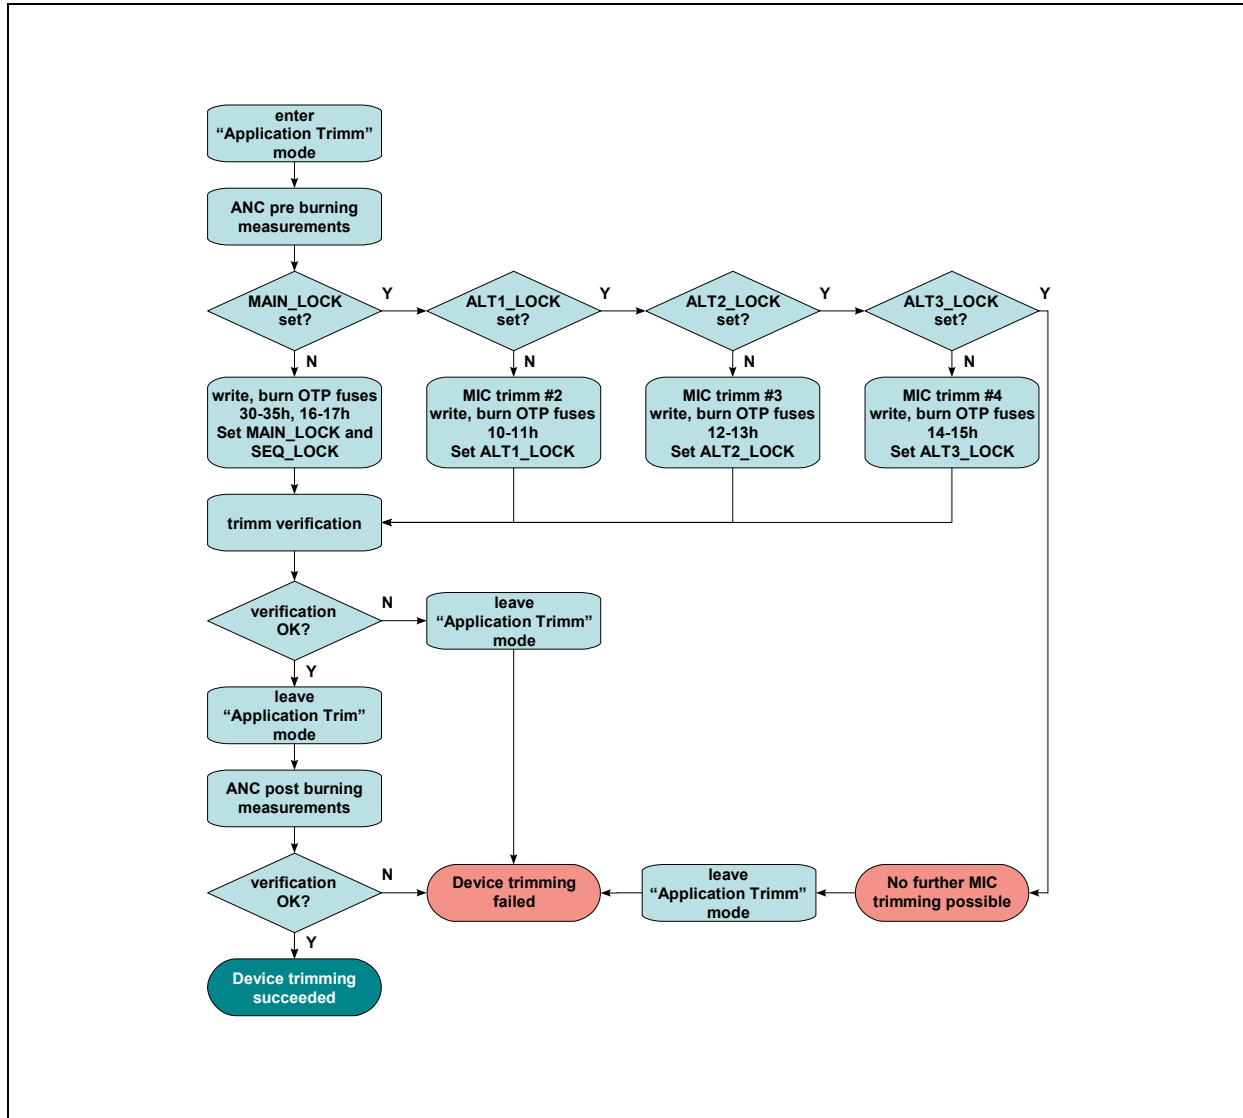 enter
“Application Trimm”
mode
ANC pre burning
measurements
MAIN_LOCK
set?
Y
ALT1_LOCK
set?
Y
ALT2_LOCK
set?
Y
ALT3_LOCK
set?
Y
N
N
N
N
write, burn OTP fuses
30-35h, 16-17h
Set MAIN_LOCK and
SEQ_LOCK
MIC trimm #2
write, burn OTP fuses
10-11h
Set ALT1_LOCK
MIC trimm #3
write, burn OTP fuses
12-13h
Set ALT2_LOCK
MIC trimm #4
write, burn OTP fuses
14-15h
Set ALT3_LOCK
trimm verification
verification
OK?
N
leave
“Application Trimm”
mode
Y
leave
“Application Trim”
mode
ANC post burning
measurements
verification
OK?
N
Device trimming
failed
leave
“Application Trimm”
mode
No further MIC
trimming possible
Y
Device trimming
succeeded